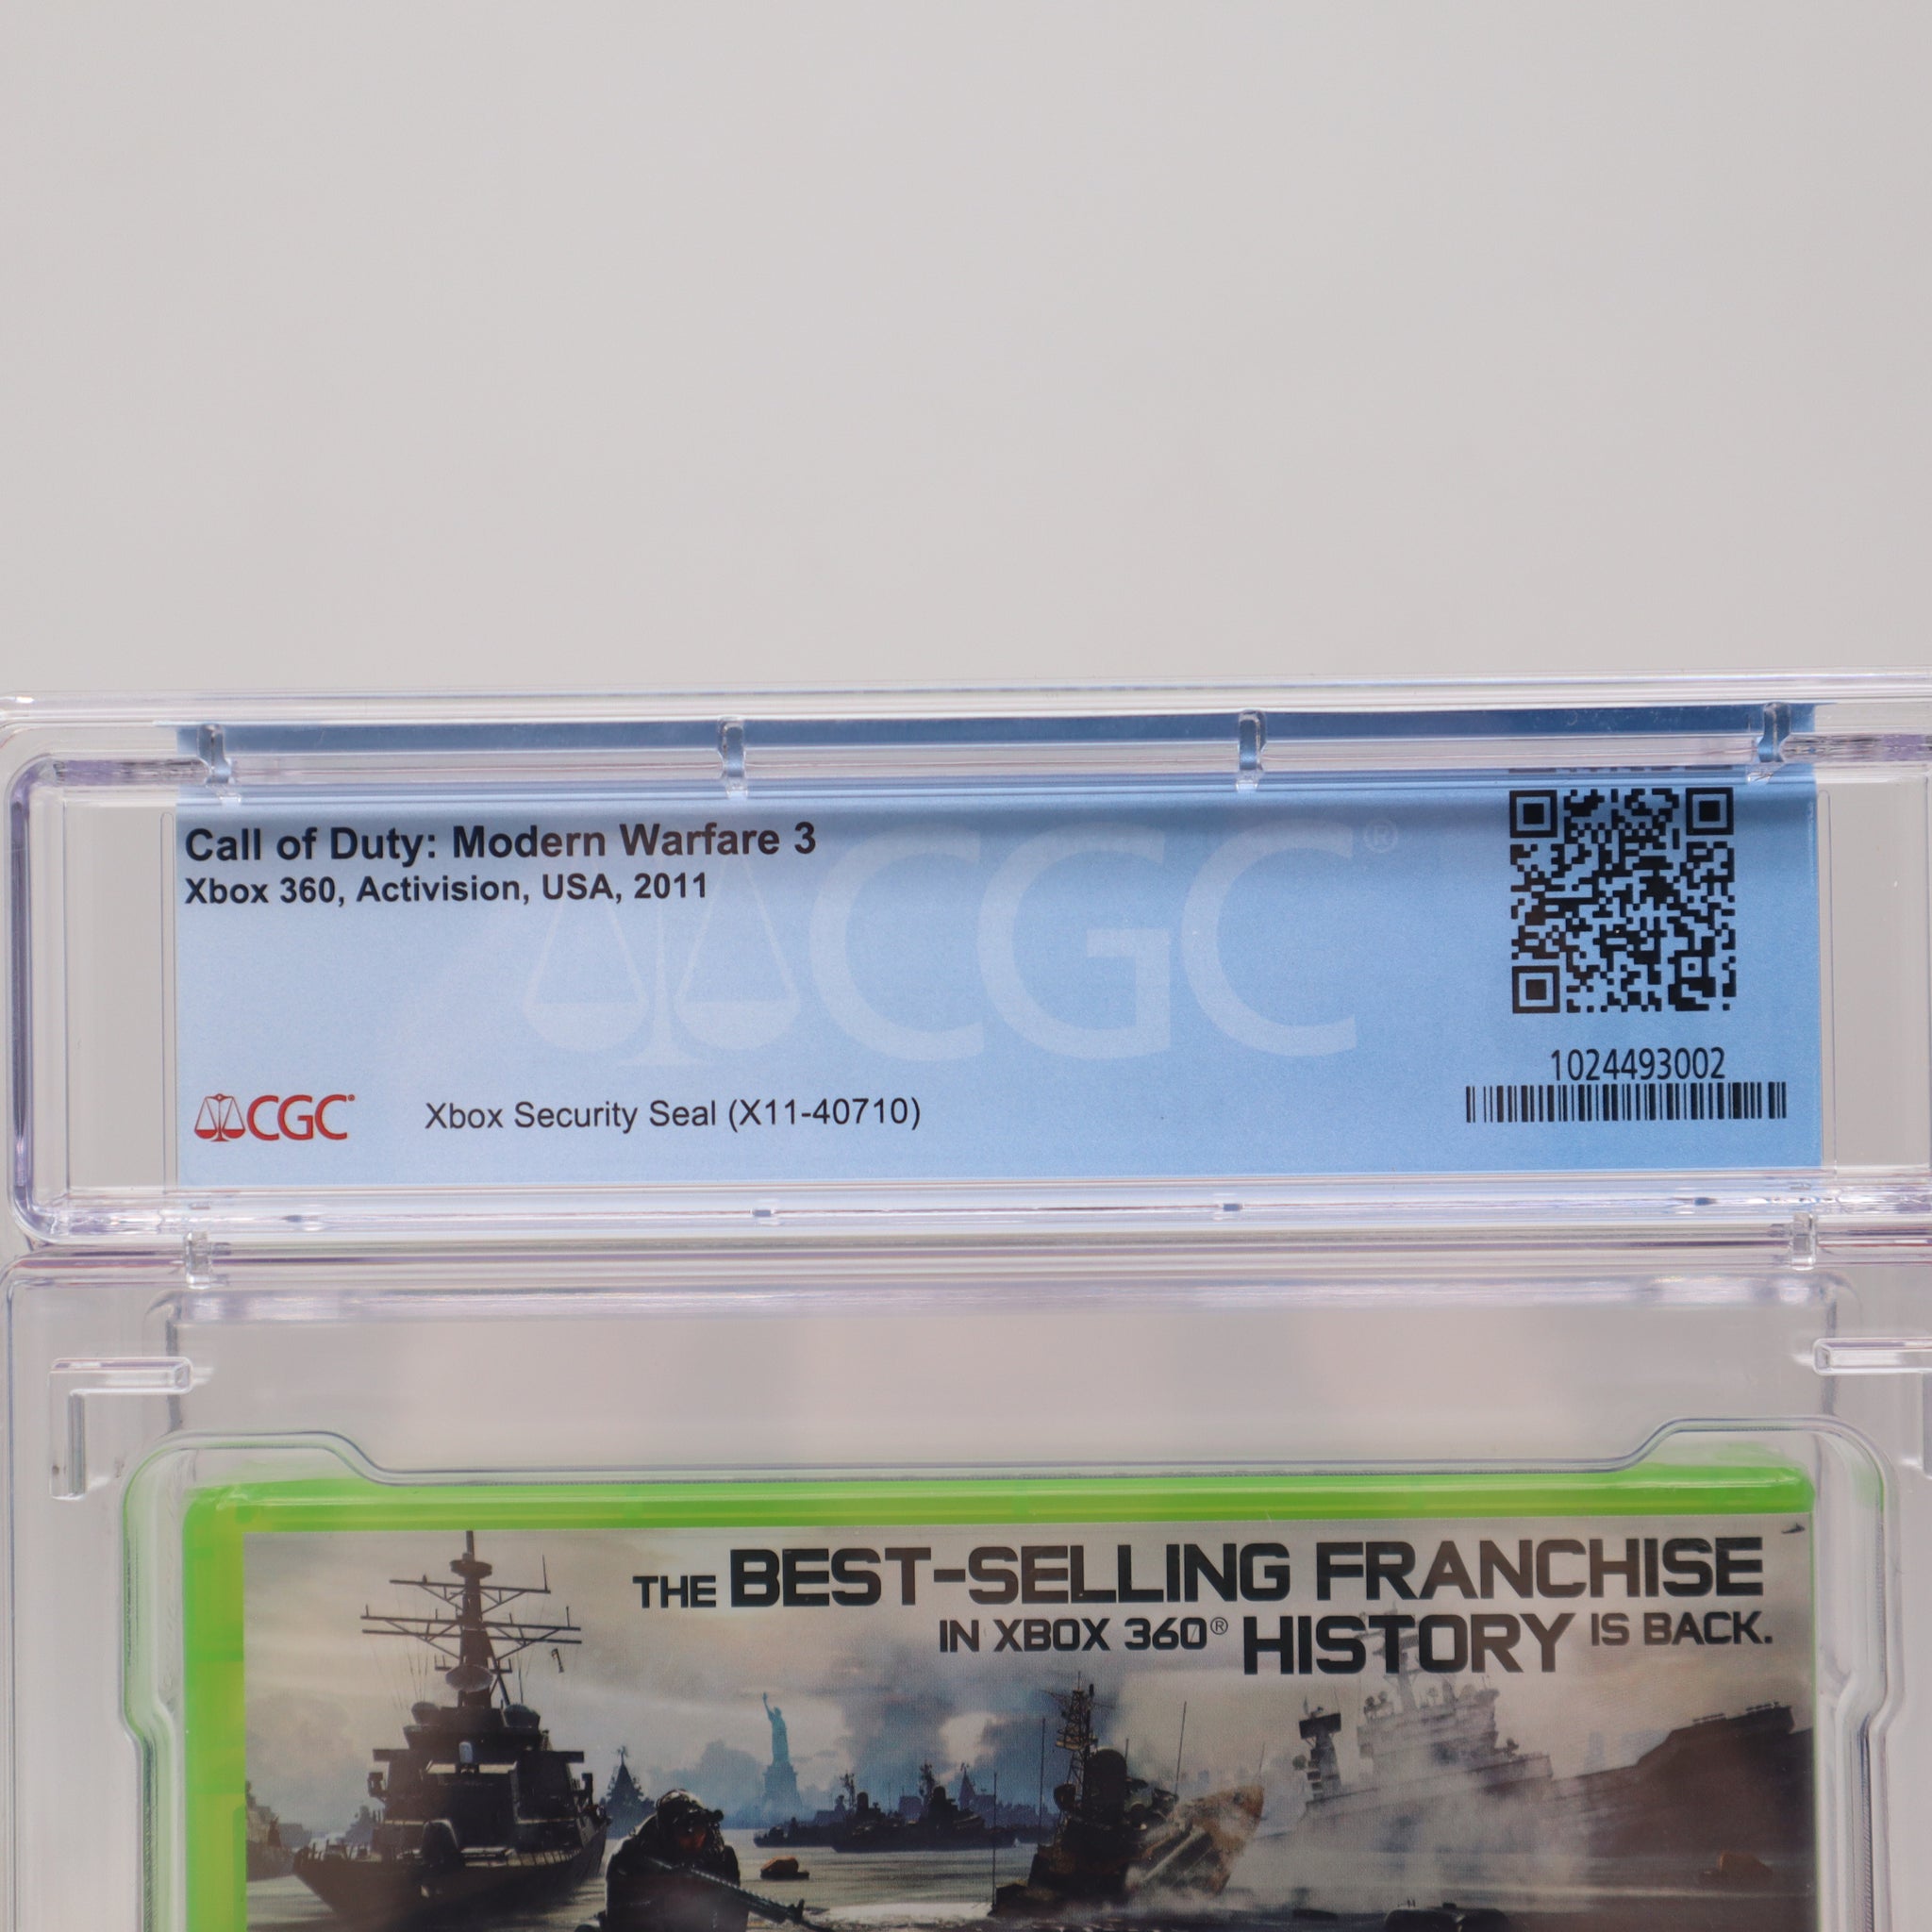 Call of Duty: Modern Warfare 3
Xbox 360, Activision, USA, 2011
CGC®
1024493002
CGC®
Xbox Security Seal (X11-40710)
THE BEST-SELLING FRANCHISE
IN XBOX 360® HISTORY IS BACK.